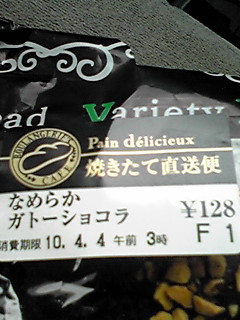 ead Variety
BOULANGERIE CAFE
Pain délicieux
焼きたて直送便
なめらか
ガトーショコラ ¥128
消費期限 10. 4. 4 午前 3時 F 1